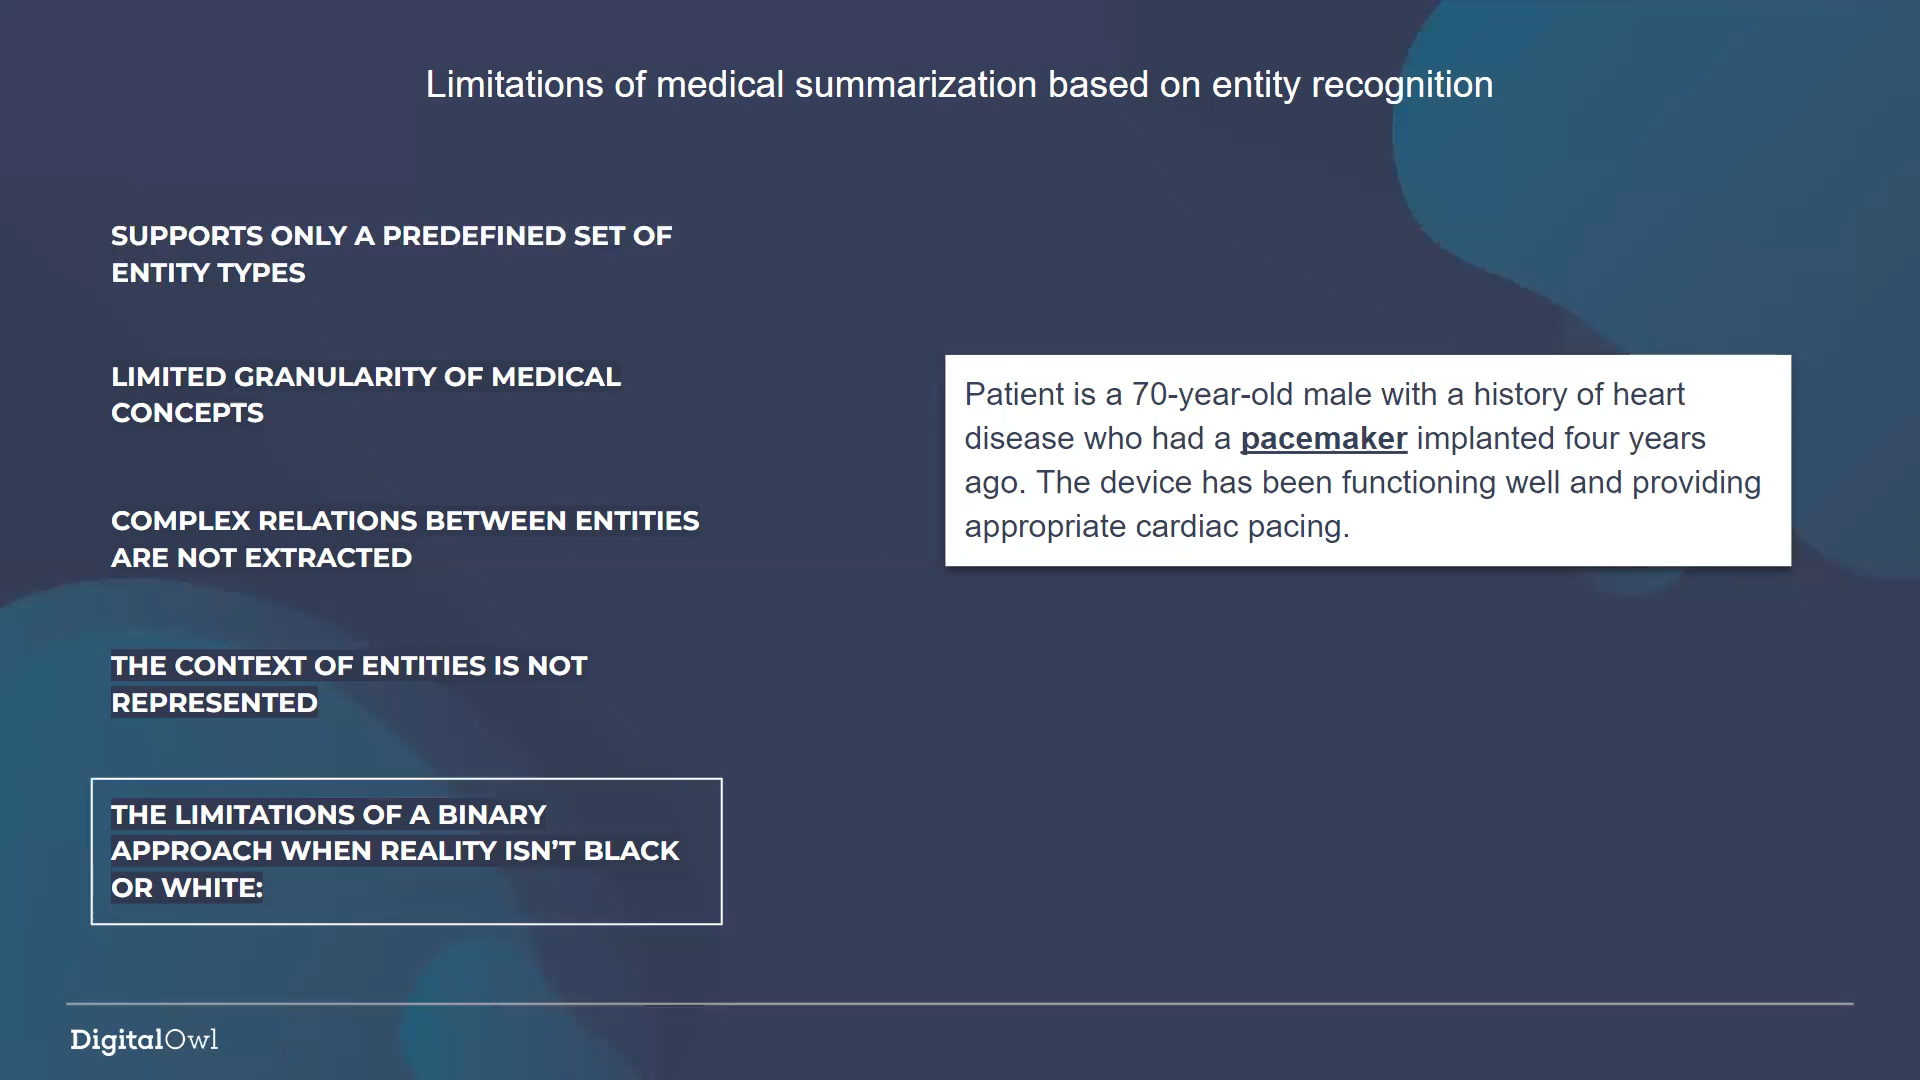 Limitations of medical summarization based on entity recognition
SUPPORTS ONLY A PREDEFINED SET OF
ENTITY TYPES
LIMITED GRANULARITY OF MEDICAL
CONCEPTS
COMPLEX RELATIONS BETWEEN ENTITIES
ARE NOT EXTRACTED
THE CONTEXT OF ENTITIES IS NOT
REPRESENTED
THE LIMITATIONS OF A BINARY
APPROACH WHEN REALITY ISN’T BLACK
OR WHITE:
Patient is a 70-year-old male with a history of heart
disease who had a pacemaker implanted four years
ago. The device has been functioning well and providing
appropriate cardiac pacing.
DigitalOwl